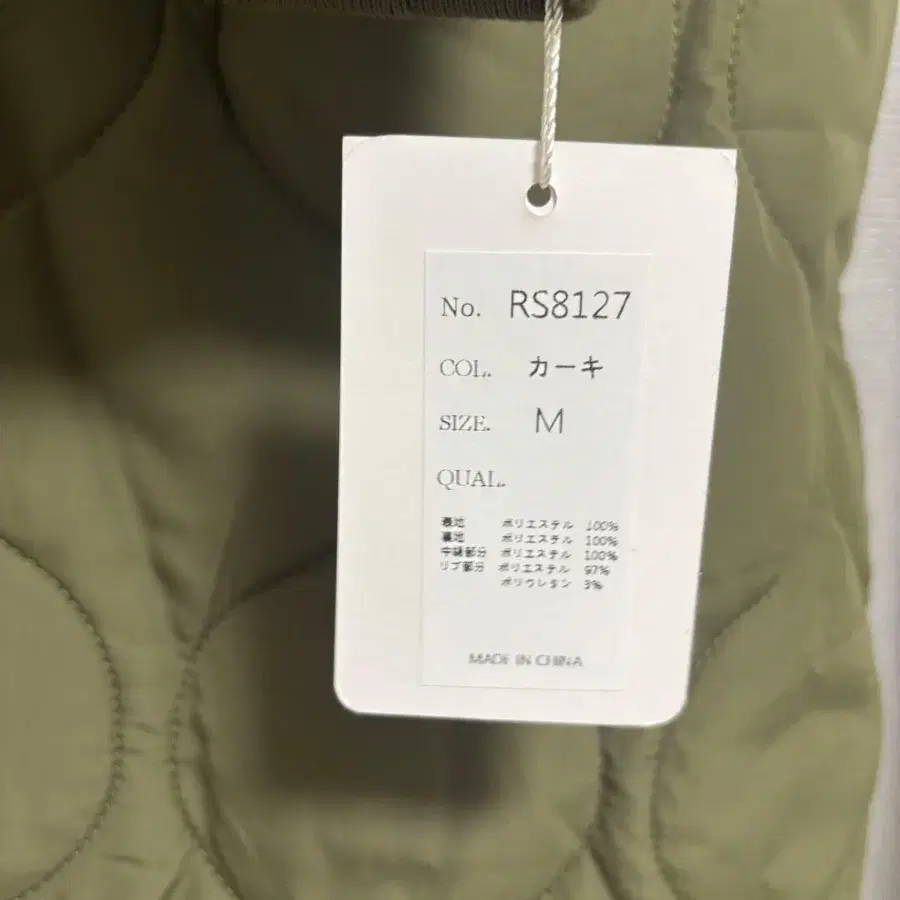 No. RS8127
COL. カーキ
SIZE. M
QUAL.
表地 ポリエステル 100%
裏地 ポリエステル 100%
中綿部分 ポリエステル 100%
リブ部分 ポリエステル 97%
ポリウレタン 3%
MADE IN CHINA